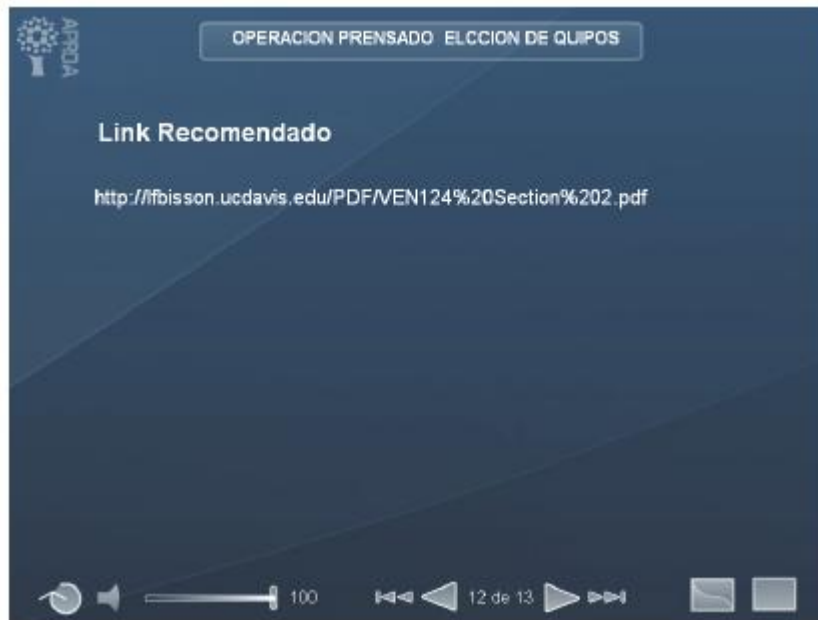 OPERACION PRENSADO ELCCION DE QUIPOS
APRDA
Link Recomendado
http://lfbisson.ucdavis.edu/PDF/VEN124%20Section%202.pdf
100
12 de 13